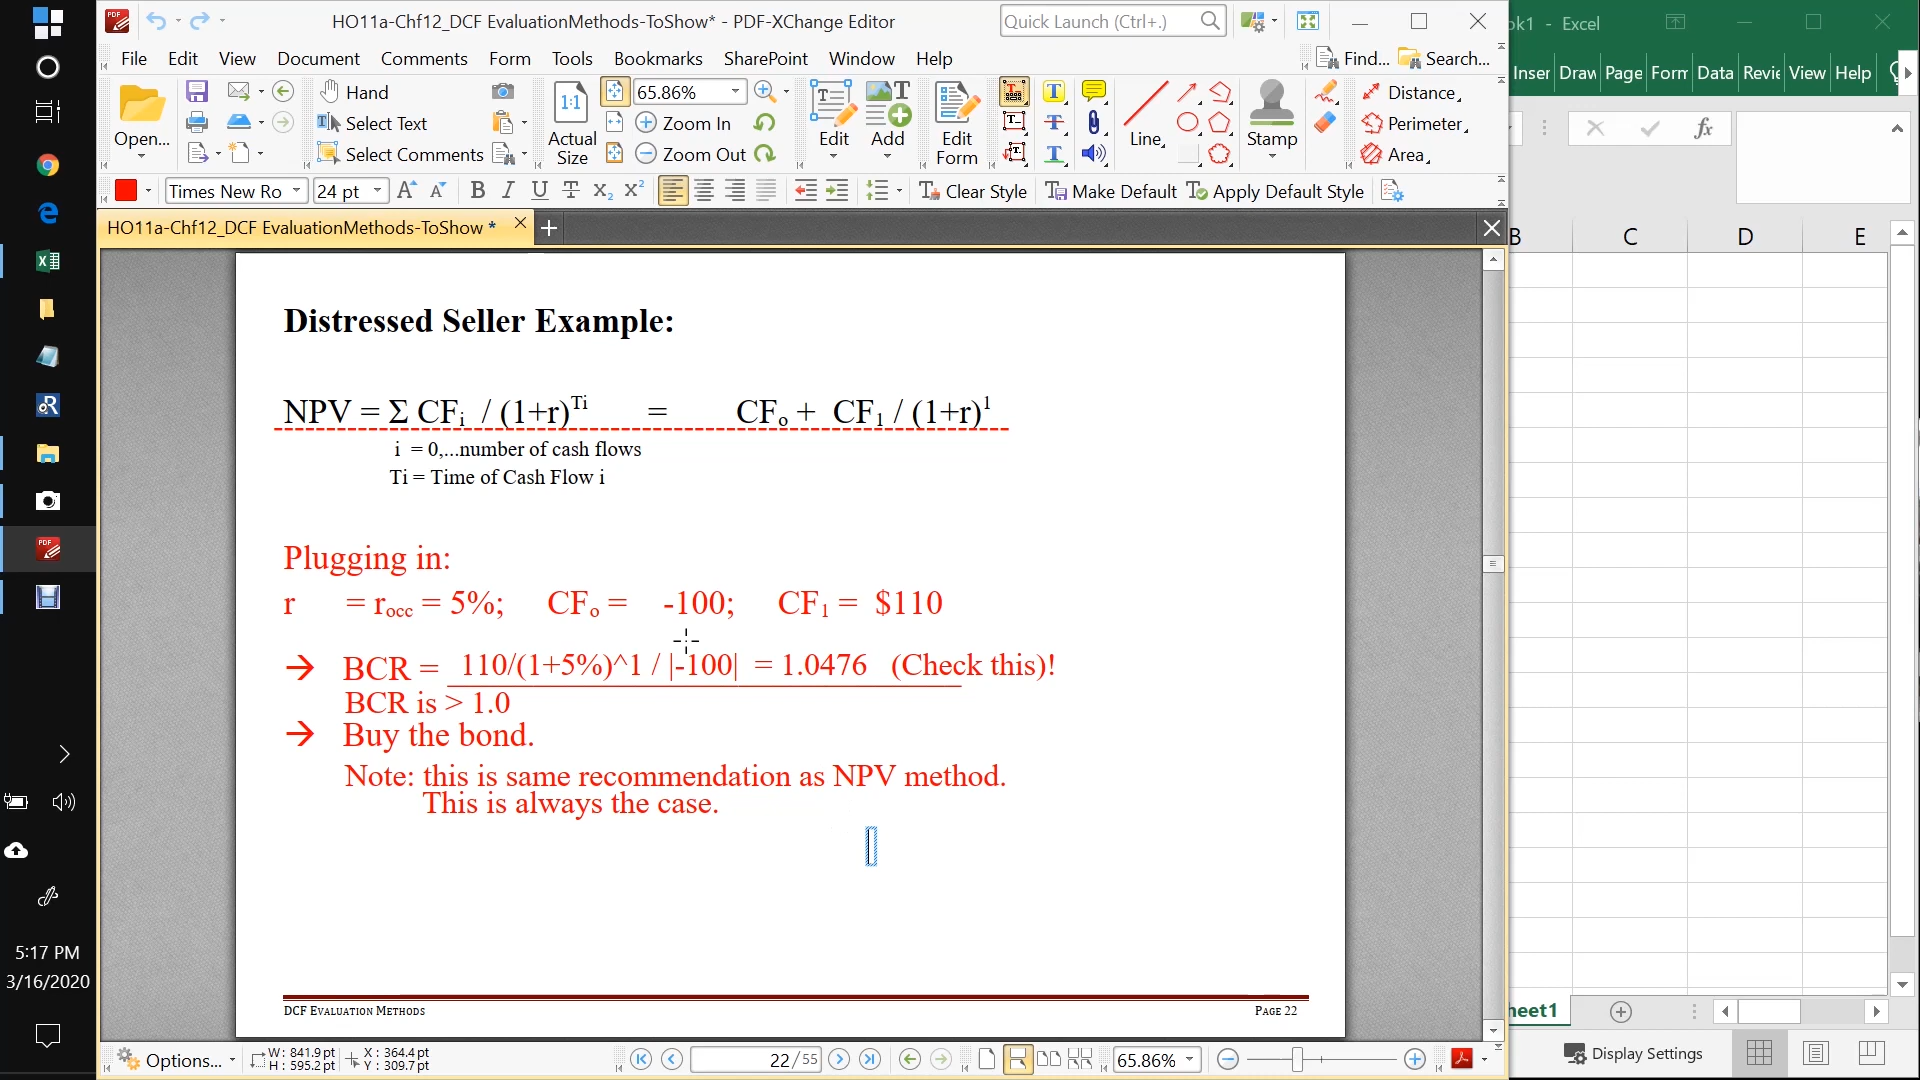 HO11a-Chf12_DCF EvaluationMethods-ToShow* - PDF-XChange Editor
Quick Launch (Ctrl+.)
ok1 - Excel
File Edit View Document Comments Form Tools Bookmarks SharePoint Window Help
Find... Search...
Inser Draw Page Form Data Revie View Help
Open...
Hand
Select Text
Select Comments
1:1
Actual Size
65.86%
Zoom In
Zoom Out
Edit
Add
Edit Form
Line
Stamp
Distance
Perimeter
Area
fx
Times New Ro 24 pt
B I U T X₂ X²
Clear Style Make Default Apply Default Style
HO11a-Chf12_DCF EvaluationMethods-ToShow *
B C D E
Distressed Seller Example:
NPV = Σ CFᵢ / (1+r)^Ti = CFₒ + CF₁ / (1+r)¹
i = 0,...number of cash flows
Ti = Time of Cash Flow i
Plugging in:
r = rocc = 5%; CFₒ = -100; CF₁ = $110
→ BCR = 110/(1+5%)^1 / |-100| = 1.0476 (Check this)!
BCR is > 1.0
→ Buy the bond.
Note: this is same recommendation as NPV method.
This is always the case.
DCF EVALUATION METHODS PAGE 22
5:17 PM
3/16/2020
heet1
Options...
W: 841.9 pt
H: 595.2 pt
X: 364.4 pt
Y: 309.7 pt
22 / 55
65.86%
Display Settings